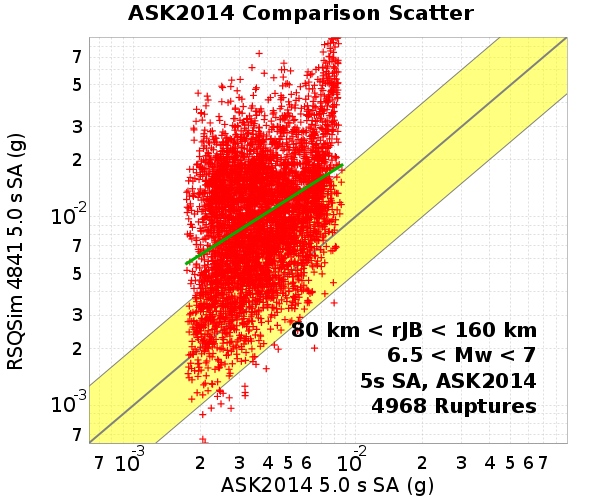 ASK2014 Comparison Scatter
RSQSim 4841 5.0 s SA (g)
7
5
3
2
10-2
7
5
3
2
10-3
7
80 km < rJB < 160 km
6.5 < Mw < 7
5s SA, ASK2014
4968 Ruptures
7 10-3 2 3 4 5 6 10-2 2 3 4 5 6 7
ASK2014 5.0 s SA (g)